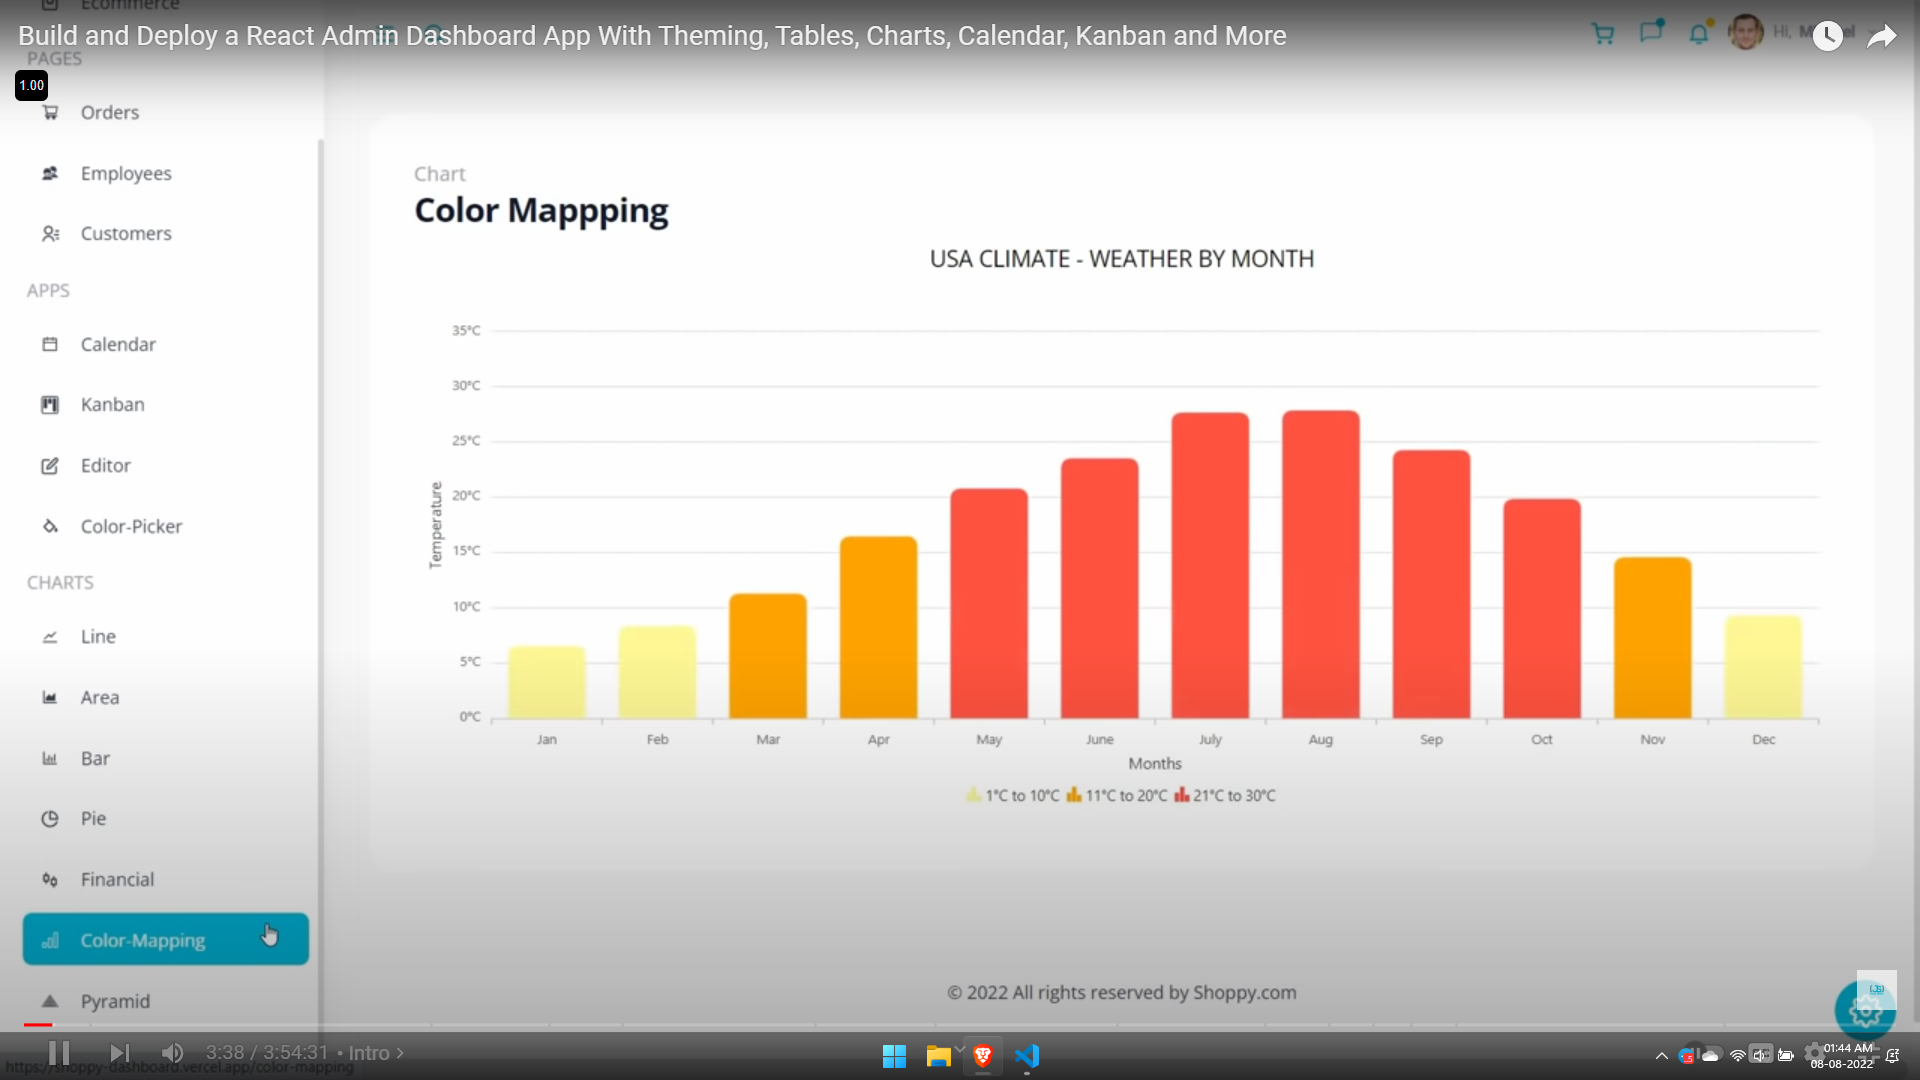 Ecommerce
Build and Deploy a React Admin Dashboard App With Theming, Tables, Charts, Calendar, Kanban and More
Hi,
PAGES
1.00
Orders
Employees
Customers
APPS
Calendar
Kanban
Editor
Color-Picker
CHARTS
Line
Area
Bar
Pie
Financial
Color-Mapping
Pyramid
Chart
Color Mappping
USA CLIMATE - WEATHER BY MONTH
35°C
30°C
25°C
20°C
15°C
10°C
5°C
0°C
Temperature
Jan Feb Mar Apr May June July Aug Sep Oct Nov Dec
Months
1°C to 10°C 11°C to 20°C 21°C to 30°C
© 2022 All rights reserved by Shoppy.com
3:38 / 3:54:31 • Intro >
https://shoppy-dashboard.vercel.app/color-mapping
01:44 AM
08-08-2022